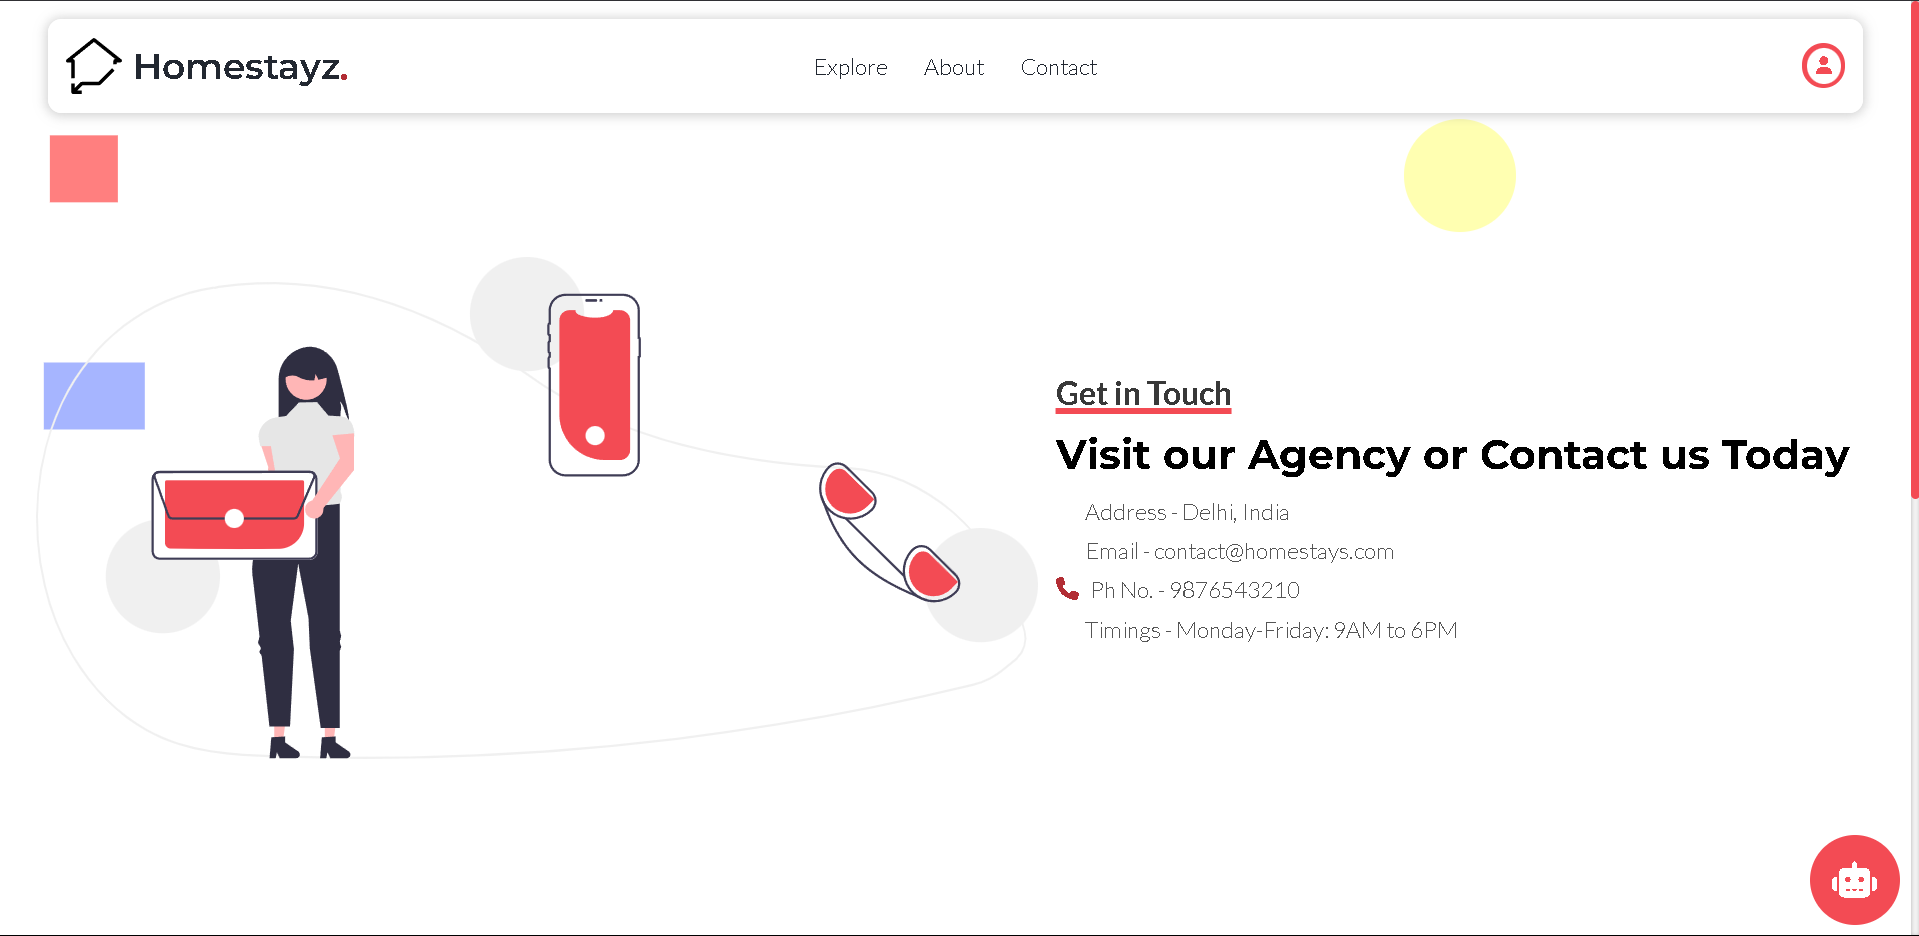 Homestayz.
Explore About Contact
Get in Touch
Visit our Agency or Contact us Today
Address - Delhi, India
Email - contact@homestays.com
Ph No. - 9876543210
Timings - Monday-Friday: 9AM to 6PM